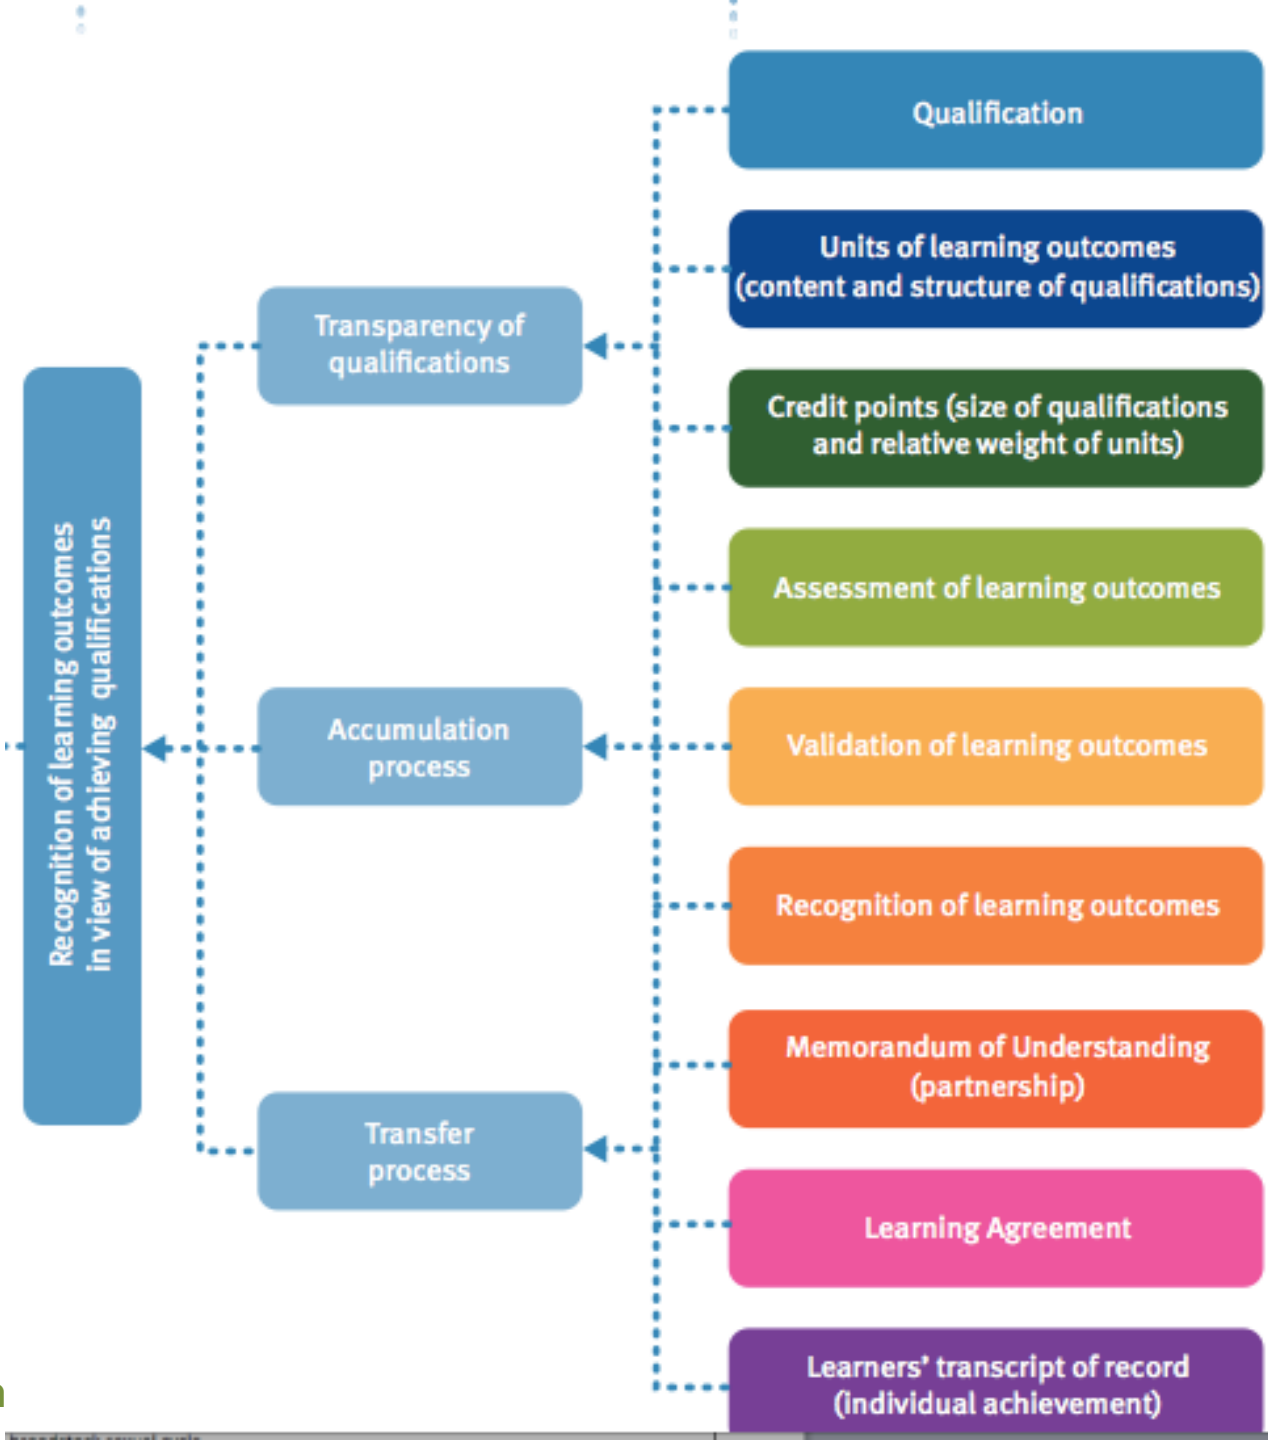 Qualification
Units of learning outcomes
(content and structure of qualifications)
Transparency of
qualifications
Credit points (size of qualifications
and relative weight of units)
Assessment of learning outcomes
Recognition of learning outcomes
in view of achieving qualifications
Accumulation
process
Validation of learning outcomes
Recognition of learning outcomes
Memorandum of Understanding
(partnership)
Transfer
process
Learning Agreement
Learners' transcript of record
(individual achievement)